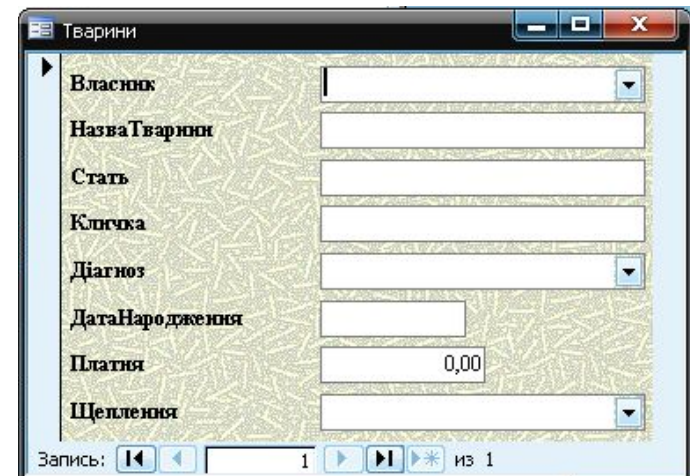 Тварини
Власник
НазваТварини
Стать
Кличка
Діагноз
ДатаНародження
Платня 0,00
Щеплення
Запись: 1 из 1